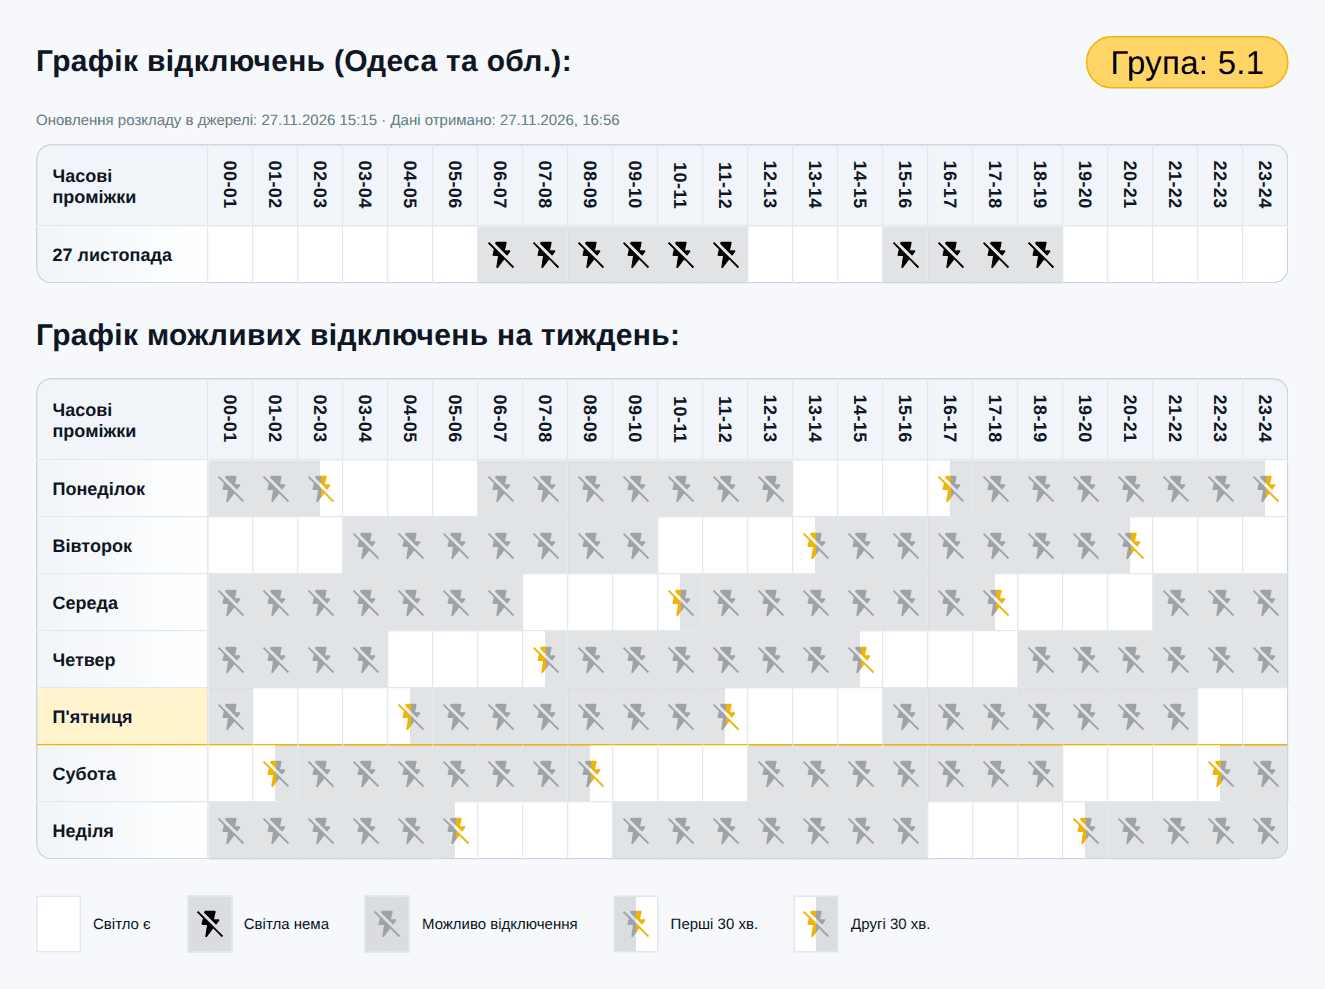 Графік відключень (Одеса та обл.):
Група: 5.1
Оновлення розкладу в джерелі: 27.11.2026 15:15 · Дані отримано: 27.11.2026, 16:56
Часові проміжки 00-01 01-02 02-03 03-04 04-05 05-06 06-07 07-08 08-09 09-10 10-11 11-12 12-13 13-14 14-15 15-16 16-17 17-18 18-19 19-20 20-21 21-22 22-23 23-24
27 листопада
Графік можливих відключень на тиждень:
Часові проміжки 00-01 01-02 02-03 03-04 04-05 05-06 06-07 07-08 08-09 09-10 10-11 11-12 12-13 13-14 14-15 15-16 16-17 17-18 18-19 19-20 20-21 21-22 22-23 23-24
Понеділок
Вівторок
Середа
Четвер
П'ятниця
Субота
Неділя
Світло є Світла нема Можливо відключення Перші 30 хв. Другі 30 хв.